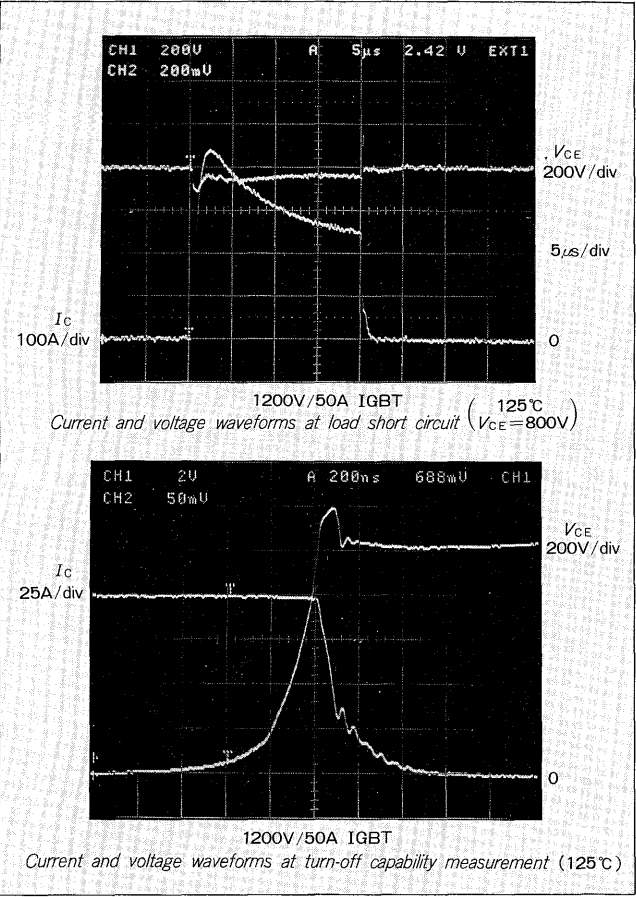 CH1 200V A 5µs 2.42 V EXT1
CH2 200mV
VCE
200V/div
5µs/div
IC
100A/div
0
1200V/50A IGBT
Current and voltage waveforms at load short circuit (125℃ VCE=800V)
CH1 2V A 200ns 688mV CH1
CH2 50mV
VCE
200V/div
IC
25A/div
0
1200V/50A IGBT
Current and voltage waveforms at turn-off capability measurement (125℃)